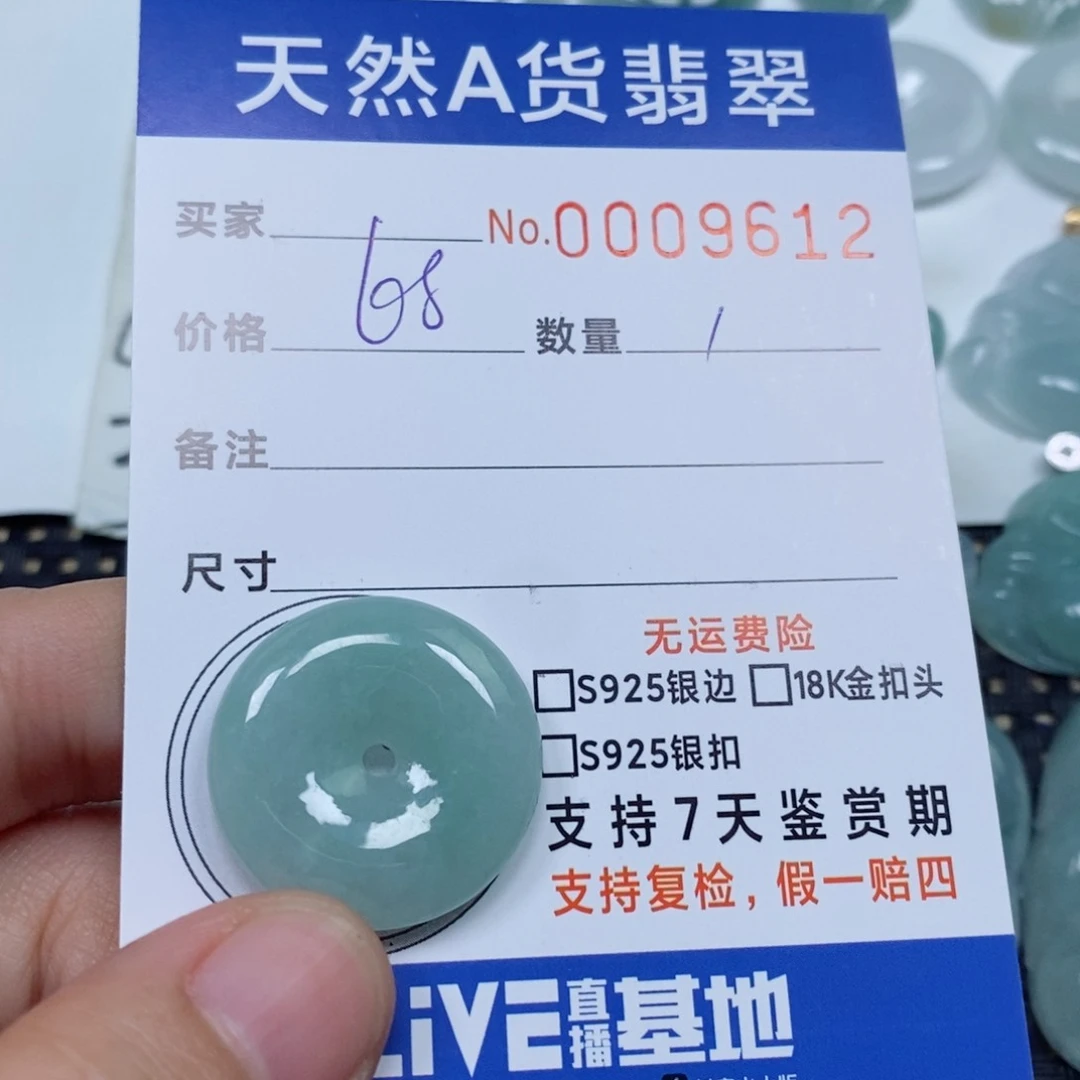 天然A货翡翠
买家 No.0009612
价格 68 数量 1
备注
尺寸
无运费险
□S925银边 □18K金扣头
□S925银扣
支持7天鉴赏期
支持复检，假一赔四
LiVE直播基地